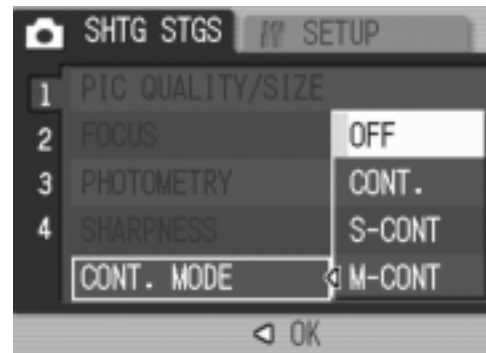 SHTG STGS SETUP
1 PIC QUALITY/SIZE
2 FOCUS OFF
3 PHOTOMETRY CONT.
4 SHARPNESS S-CONT
CONT. MODE M-CONT
OK